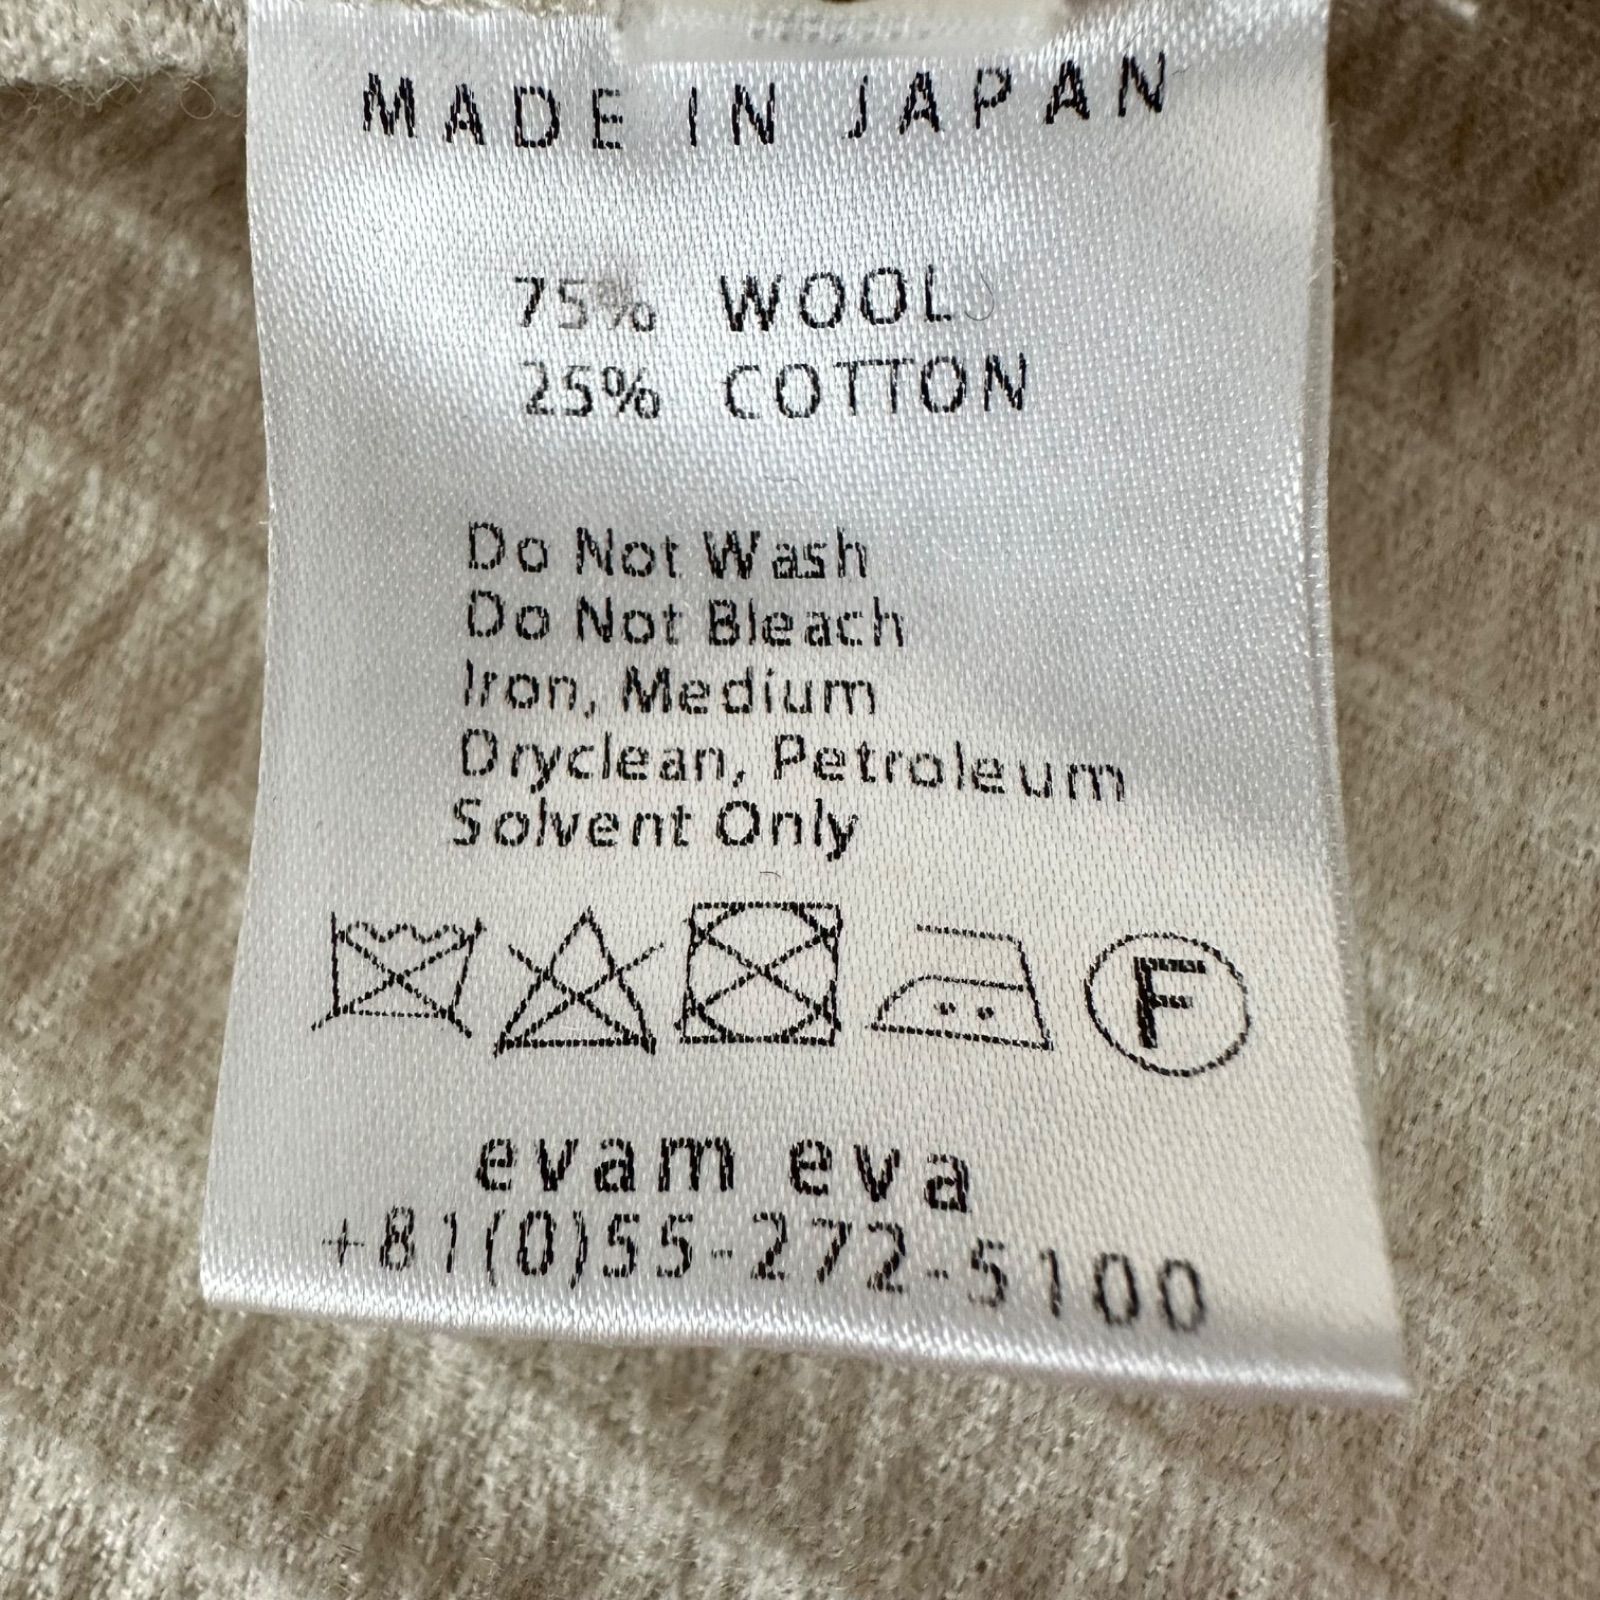 MADE IN JAPAN
75% WOOL
25% COTTON
Do Not Wash
Do Not Bleach
Iron, Medium
Dryclean, Petroleum
Solvent Only
F
evam eva
+81(0)55-272-5100